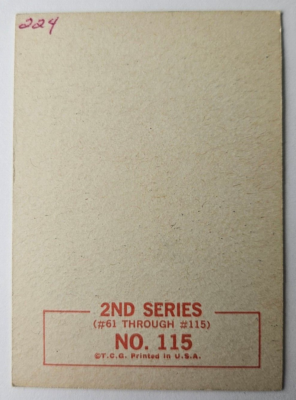 224
2ND SERIES
(#61 THROUGH #115)
NO. 115
©T.C.G. Printed in U.S.A.